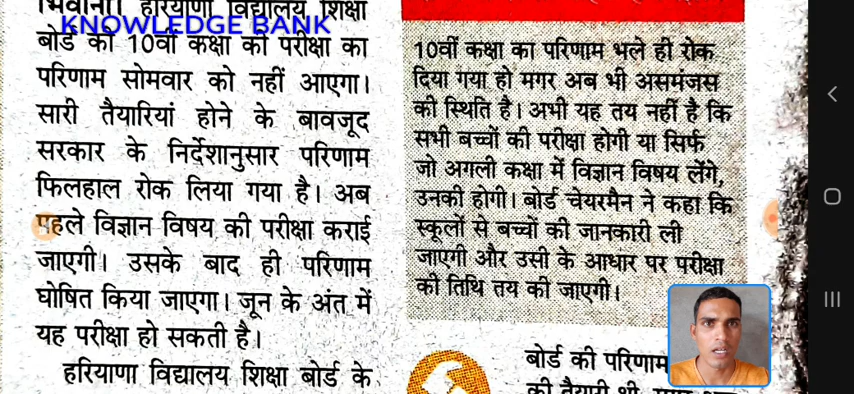 भिवानी। हरियाणा विद्यालय शिक्षा
KNOWLEDGE BANK
बोर्ड की 10वीं कक्षा की परीक्षा का
परिणाम सोमवार को नहीं आएगा।
सारी तैयारियां होने के बावजूद
सरकार के निर्देशानुसार परिणाम
फिलहाल रोक लिया गया है। अब
पहले विज्ञान विषय की परीक्षा कराई
जाएगी। उसके बाद ही परिणाम
घोषित किया जाएगा। जून के अंत में
यह परीक्षा हो सकती है।
हरियाणा विद्यालय शिक्षा बोर्ड के
10वीं कक्षा का परिणाम भले ही रोक
दिया गया हो मगर अब भी असमंजस
की स्थिति है। अभी यह तय नहीं है कि
सभी बच्चों की परीक्षा होगी या सिर्फ
जो अगली कक्षा में विज्ञान विषय लेंगे,
उनकी होगी। बोर्ड चेयरमैन ने कहा कि
स्कूलों से बच्चों की जानकारी ली
जाएगी और उसी के आधार पर परीक्षा
की तिथि तय की जाएगी।
बोर्ड की परिणाम
की तैयारी थी